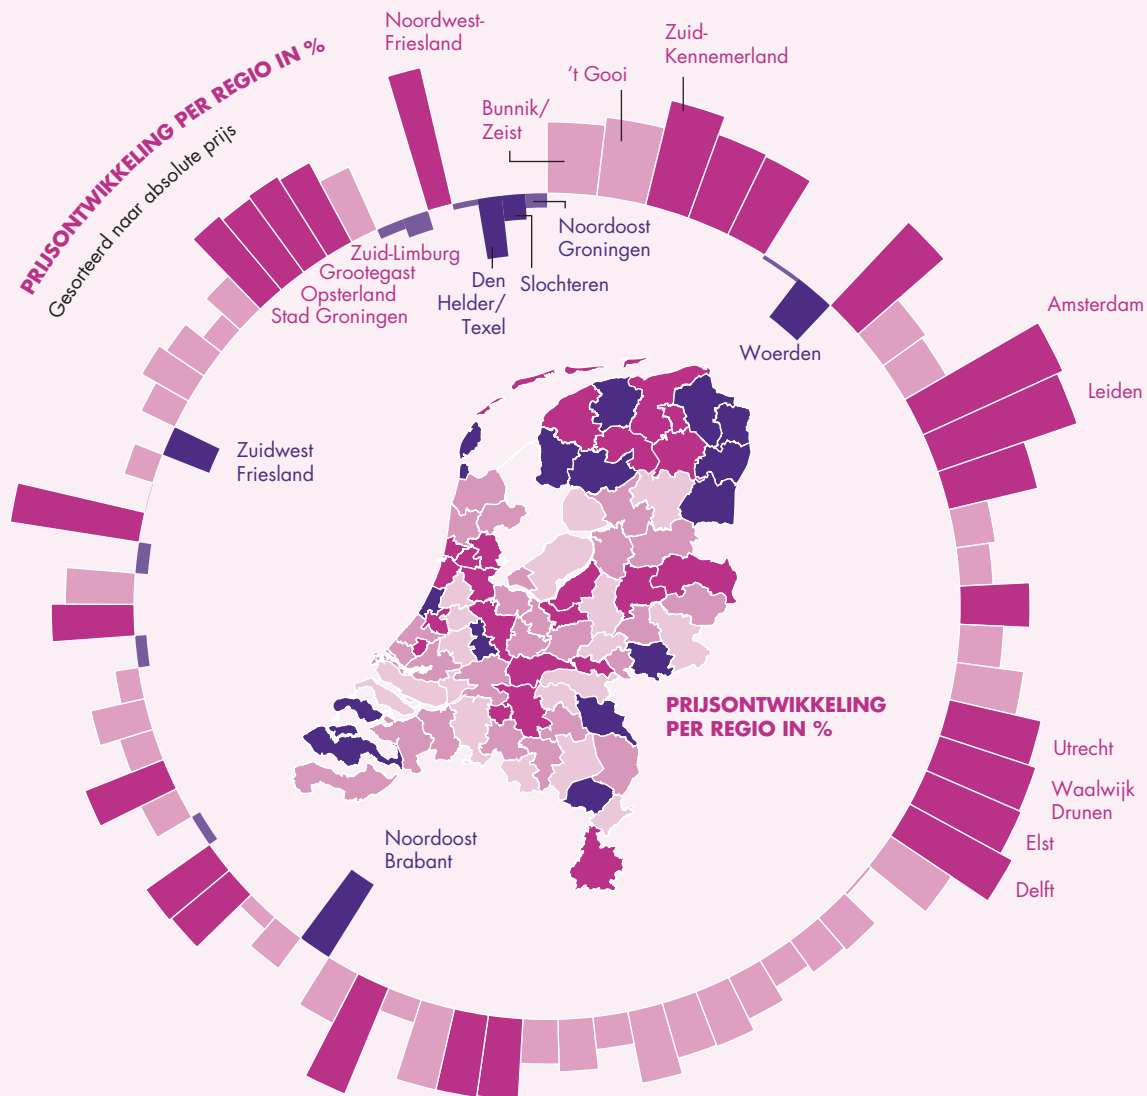 PRIJSONTWIKKELING PER REGIO IN %
Gesorteerd naar absolute prijs
Noordwest-
Friesland
Zuid-
Kennemerland
't Gooi
Bunnik/
Zeist
Noordoost
Groningen
Slochteren
Den
Helder/
Texel
Zuid-Limburg
Grootegast
Opsterland
Stad Groningen
Woerden
Amsterdam
Leiden
Zuidwest
Friesland
PRIJSONTWIKKELING
PER REGIO IN %
Utrecht
Waalwijk
Drunen
Elst
Delft
Noordoost
Brabant